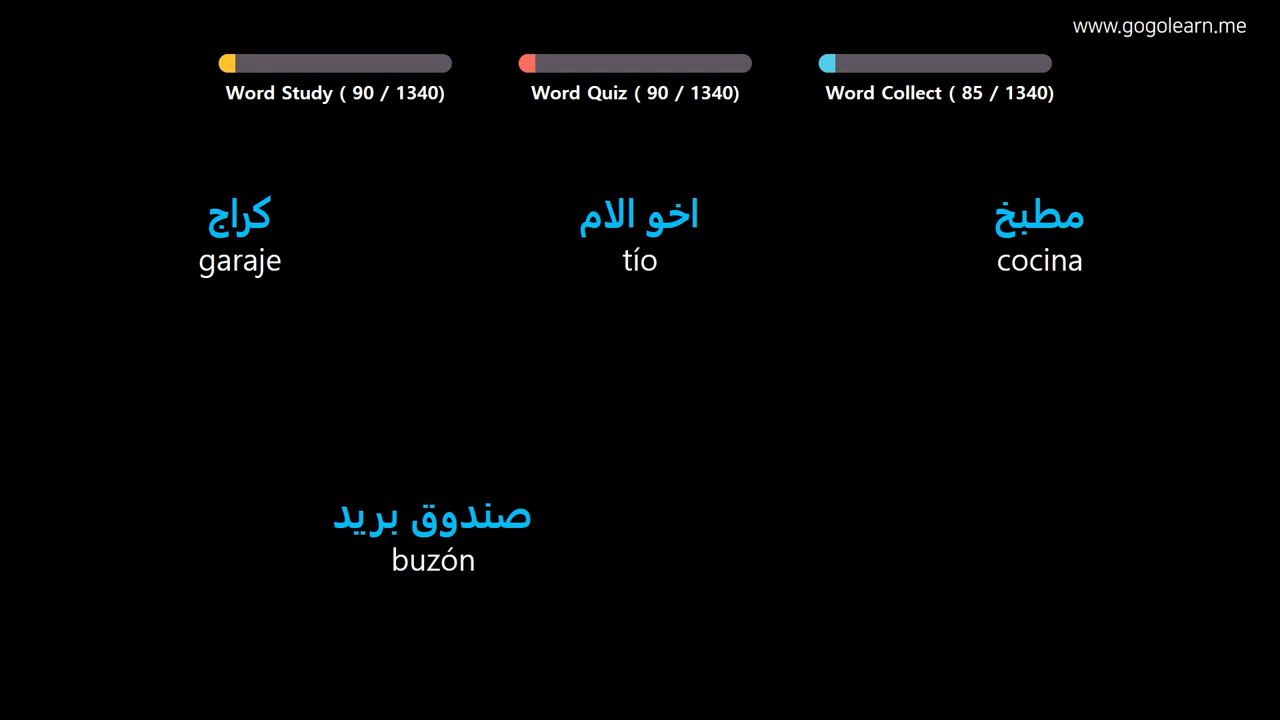 www.gogolearn.me
Word Study ( 90 / 1340)
Word Quiz ( 90 / 1340)
Word Collect ( 85 / 1340)
كراج
garaje
اخو الام
tío
مطبخ
cocina
صندوق بريد
buzón